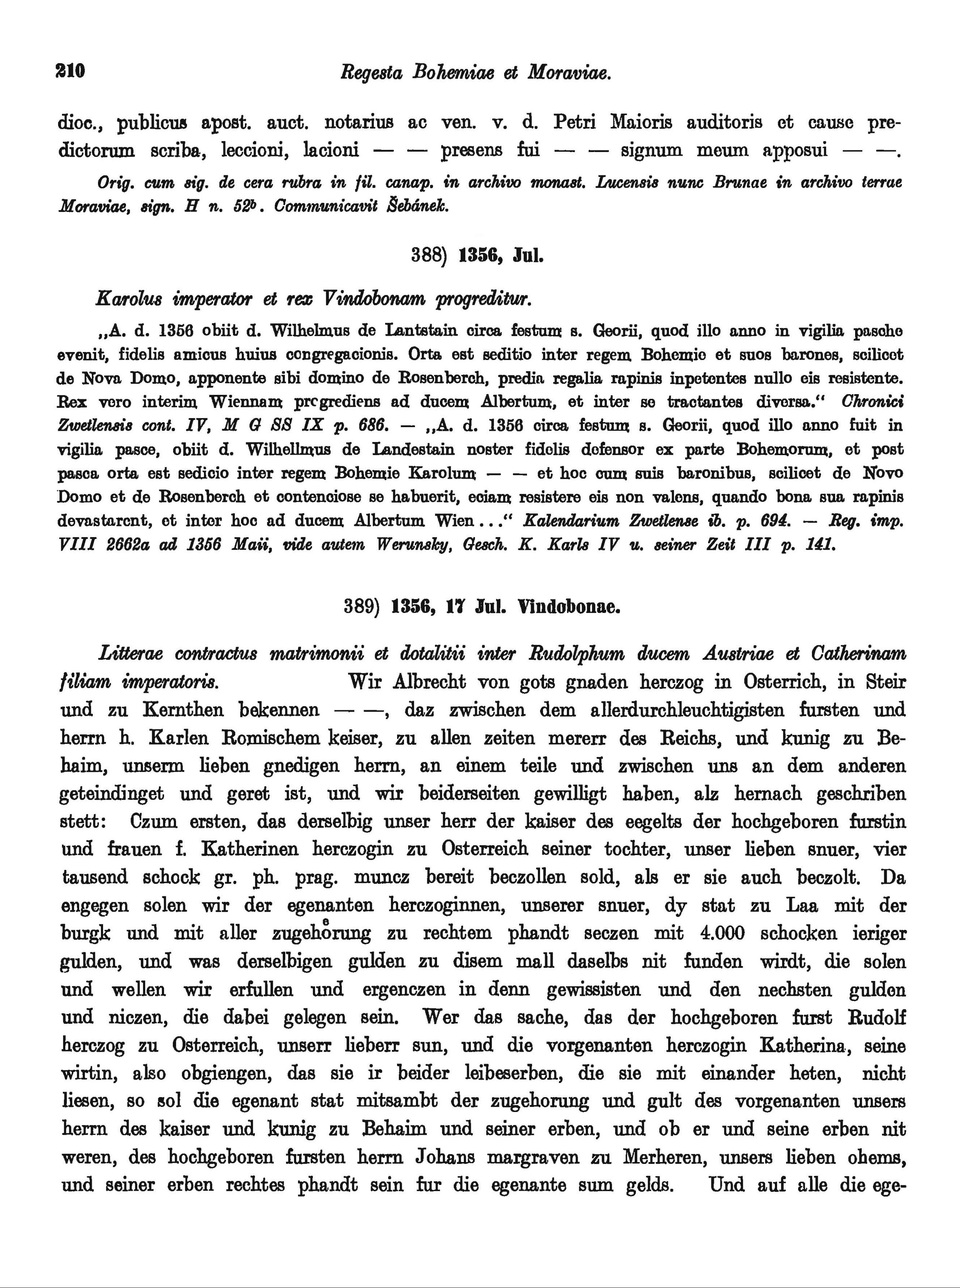 210 Regesta Bohemiae et Moraviae.
dioc., publicus apost. auct. notarius ac ven. v. d. Petri Maioris auditoris et cause pre-
dictorum scriba, leccioni, lacioni — — presens fui — — signum meum apposui — —.
Orig. cum sig. de cera rubra in fil. canap. in archivo monast. Lucensis nunc Brunae in archivo terrae
Moraviae, sign. H n. 52ᵇ. Communicavit Šebánek.
388) 1356, Jul.
Karolus imperator et rex Vindobonam progreditur.
„A. d. 1356 obiit d. Wilhelmus de Lantstain circa festum s. Georii, quod illo anno in vigilia pasche
evenit, fidelis amicus huius congregacionis. Orta est seditio inter regem Bohemie et suos barones, scilicet
de Nova Domo, apponente sibi domino de Rosenberch, predia regalia rapinis inpetentes nullo eis resistente.
Rex vero interim Wiennam prcgrediens ad ducem Albertum, et inter se tractantes diversa.“ Chronici
Zwetlensis cont. IV, M G SS IX p. 686. — „A. d. 1356 circa festum s. Georii, quod illo anno fuit in
vigilia pasce, obiit d. Wilhellmus de Landestain noster fidelis defensor ex parte Bohemorum, et post
pasca orta est sedicio inter regem Bohemie Karolum — — et hoc cum suis baronibus, scilicet de Novo
Domo et de Rosenberch et contenciose se habuerit, eciam resistere eis non valens, quando bona sua rapinis
devastarent, et inter hoc ad ducem Albertum Wien . . .“ Kalendarium Zwetlense ib. p. 694. — Reg. imp.
VIII 2662a ad 1356 Maii, vide autem Werunsky, Gesch. K. Karls IV u. seiner Zeit III p. 141.
389) 1356, 17 Jul. Vindobonae.
Litterae contractus matrimonii et dotalitii inter Rudolphum ducem Austriae et Catherinam
filiam imperatoris. Wir Albrecht von gots gnaden herczog in Osterrich, in Steir
und zu Kernthen bekennen — —, daz zwischen dem allerdurchleuchtigisten fursten und
herrn h. Karlen Romischem keiser, zu allen zeiten mererr des Reichs, und kunig zu Be-
haim, unserm lieben gnedigen herrn, an einem teile und zwischen uns an dem anderen
geteindinget und geret ist, und wir beiderseiten gewilligt haben, alz hernach geschriben
stett: Czum ersten, das derselbig unser herr der kaiser des eegelts der hochgeboren furstin
und frauen f. Katherinen herczogin zu Osterreich seiner tochter, unser lieben snuer, vier
tausend schock gr. ph. prag. muncz bereit beczollen sold, als er sie auch beczolt. Da
engegen solen wir der egenanten herczoginnen, unserer snuer, dy stat zu Laa mit der
burgk und mit aller zugehoͤrung zu rechtem phandt seczen mit 4.000 schocken ieriger
gulden, und was derselbigen gulden zu disem mall daselbs nit funden wirdt, die solen
und wellen wir erfullen und ergenczen in denn gewissisten und den nechsten gulden
und niczen, die dabei gelegen sein. Wer das sache, das der hochgeboren furst Rudolf
herczog zu Osterreich, unserr lieberr sun, und die vorgenanten herczogin Katherina, seine
wirtin, also obgiengen, das sie ir beider leibeserben, die sie mit einander heten, nicht
liesen, so sol die egenant stat mitsambt der zugehorung und gult des vorgenanten unsers
herrn des kaiser und kunig zu Behaim und seiner erben, und ob er und seine erben nit
weren, des hochgeboren fursten herrn Johans margraven zu Merheren, unsers lieben ohems,
und seiner erben rechtes phandt sein fur die egenante sum gelds. Und auf alle die ege-